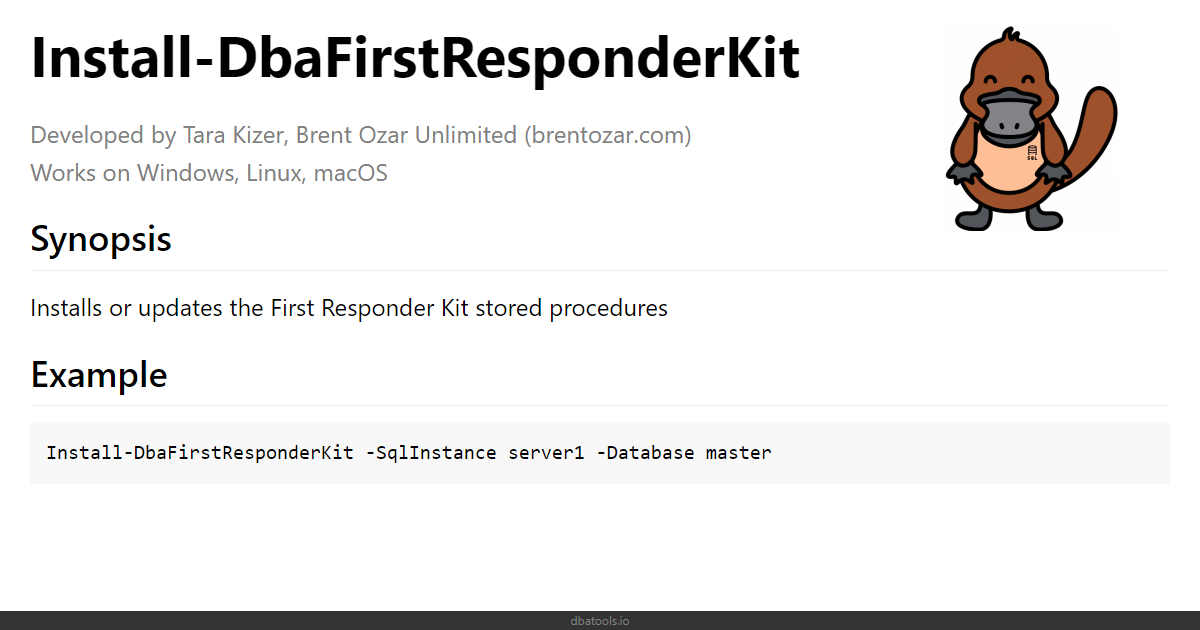 Install-DbaFirstResponderKit
Developed by Tara Kizer, Brent Ozar Unlimited (brentozar.com)
Works on Windows, Linux, macOS
SQL
Synopsis
Installs or updates the First Responder Kit stored procedures
Example
Install-DbaFirstResponderKit -SqlInstance server1 -Database master
dbatools.io